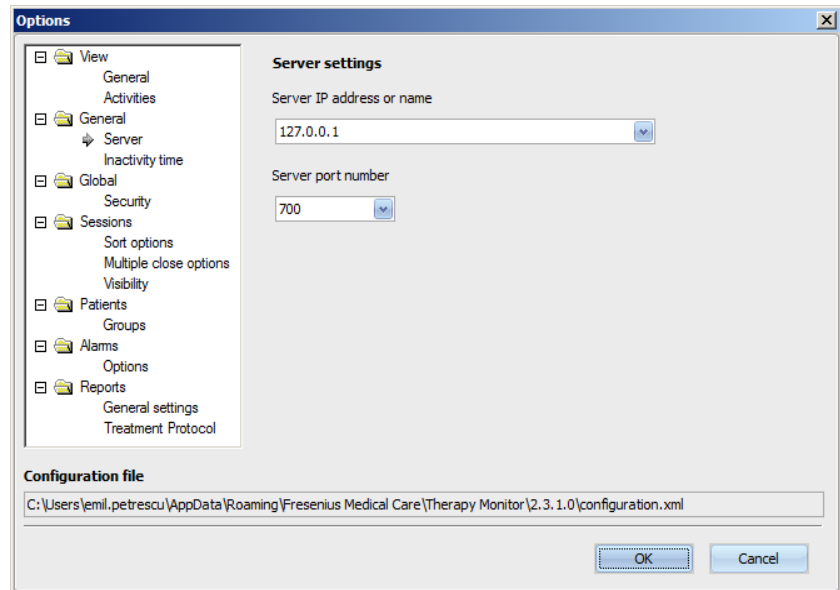 Options
View
General
Activities
General
Server
Inactivity time
Global
Security
Sessions
Sort options
Multiple close options
Visibility
Patients
Groups
Alarms
Options
Reports
General settings
Treatment Protocol
Server settings
Server IP address or name
127.0.0.1
Server port number
700
Configuration file
C:\Users\emil.petrescu\AppData\Roaming\Fresenius Medical Care\Therapy Monitor\2.3.1.0\configuration.xml
OK
Cancel